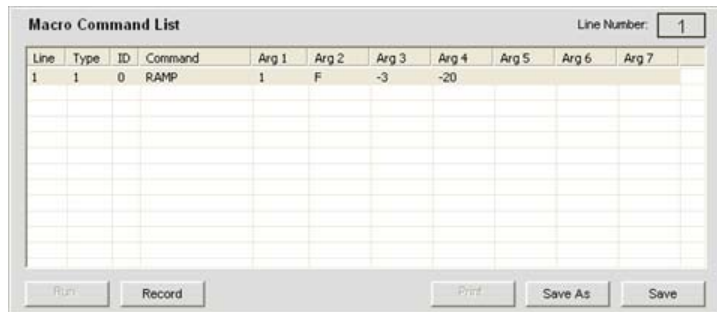 Macro Command List Line Number: 1
Line Type ID Command Arg 1 Arg 2 Arg 3 Arg 4 Arg 5 Arg 6 Arg 7
1 1 0 RAMP 1 F -3 -20
Run Record Print Save As Save